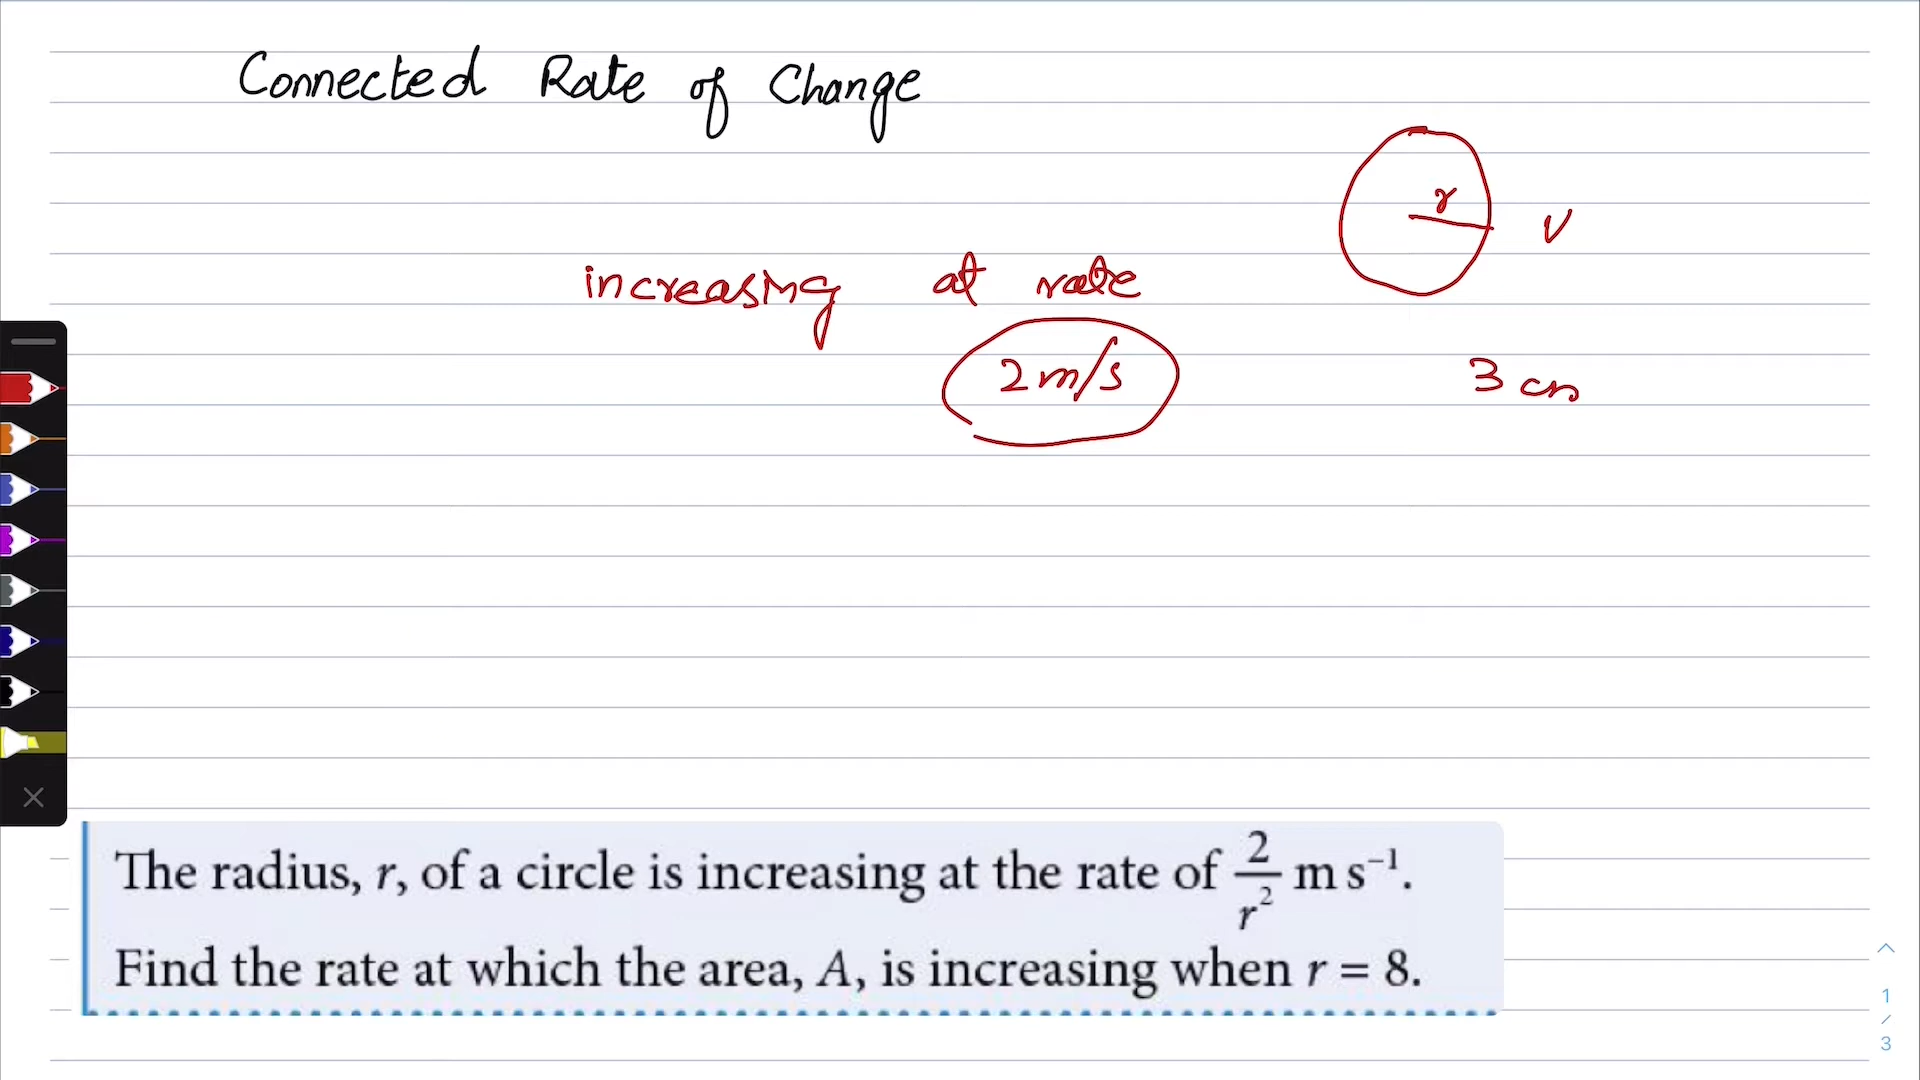 Connected Rate of Change
r
V
increasing at rate
2m/s
3 cm
The radius, r, of a circle is increasing at the rate of 2/r² m s⁻¹.
Find the rate at which the area, A, is increasing when r = 8.
1
/
3